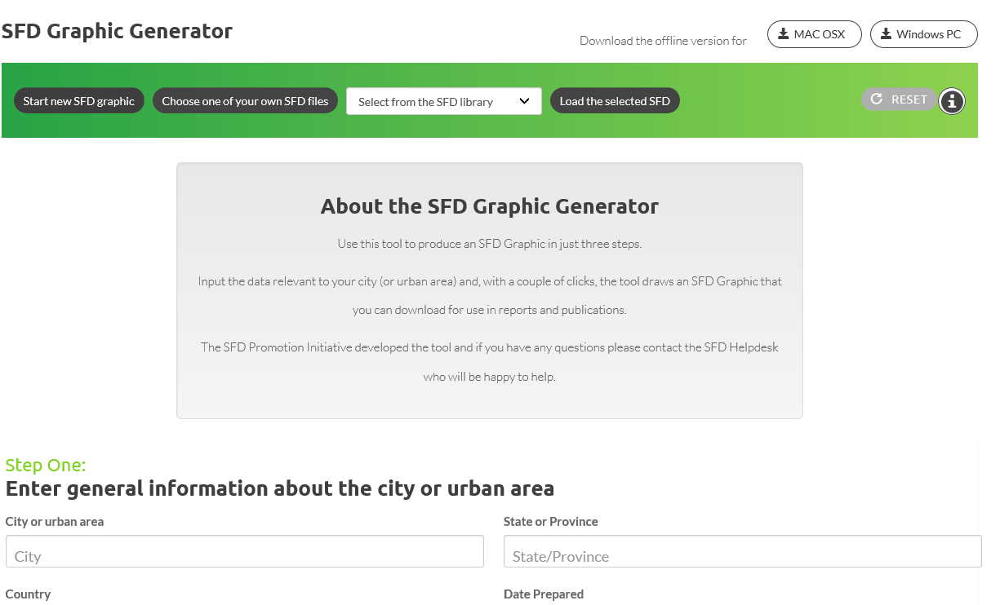 SFD Graphic Generator
Download the offline version for
MAC OSX
Windows PC
Start new SFD graphic
Choose one of your own SFD files
Select from the SFD library
Load the selected SFD
RESET
About the SFD Graphic Generator
Use this tool to produce an SFD Graphic in just three steps.
Input the data relevant to your city (or urban area) and, with a couple of clicks, the tool draws an SFD Graphic that
you can download for use in reports and publications.
The SFD Promotion Initiative developed the tool and if you have any questions please contact the SFD Helpdesk
who will be happy to help.
Step One:
Enter general information about the city or urban area
City or urban area
State or Province
City
State/Province
Country
Date Prepared